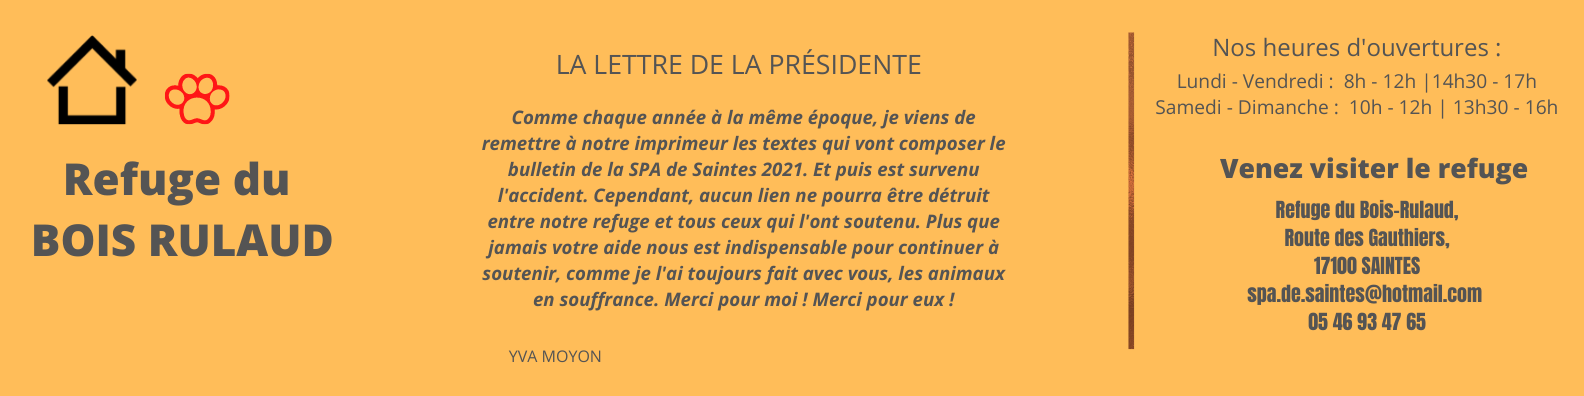 Refuge du
BOIS RULAUD
LA LETTRE DE LA PRÉSIDENTE
Comme chaque année à la même époque, je viens de
remettre à notre imprimeur les textes qui vont composer le
bulletin de la SPA de Saintes 2021. Et puis est survenu
l'accident. Cependant, aucun lien ne pourra être détruit
entre notre refuge et tous ceux qui l'ont soutenu. Plus que
jamais votre aide nous est indispensable pour continuer à
soutenir, comme je l'ai toujours fait avec vous, les animaux
en souffrance. Merci pour moi ! Merci pour eux !
YVA MOYON
Nos heures d'ouvertures :
Lundi - Vendredi :  8h - 12h |14h30 - 17h
Samedi - Dimanche :  10h - 12h | 13h30 - 16h
Venez visiter le refuge
Refuge du Bois-Rulaud,
Route des Gauthiers,
17100 SAINTES
spa.de.saintes@hotmail.com
05 46 93 47 65